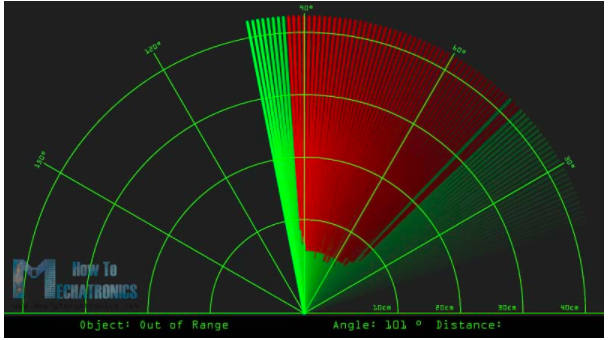 90°
120°
60°
150°
30°
How To
MECHATRONICS
10cm 20cm 30cm 40cm
Object: Out of Range Angle: 101 ° Distance: